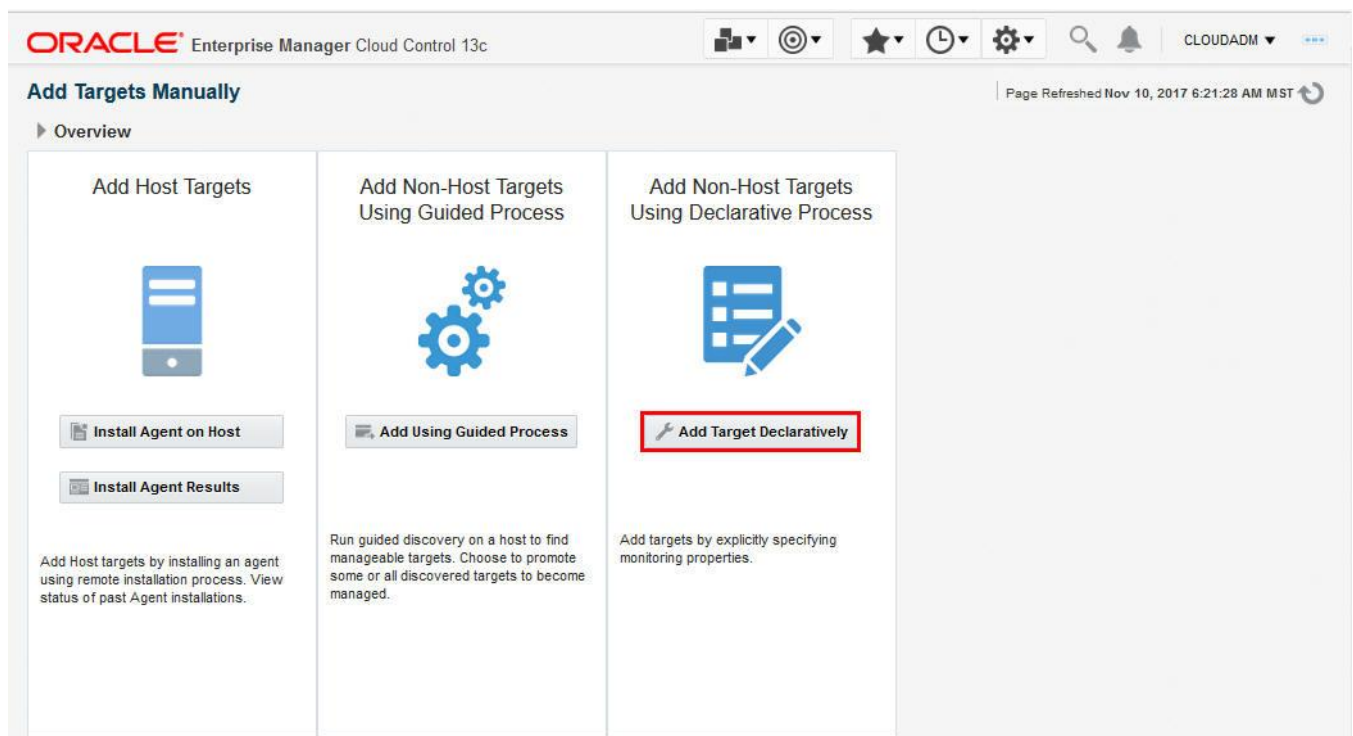 ORACLE Enterprise Manager Cloud Control 13c
CLOUDADM
Add Targets Manually
Page Refreshed Nov 10, 2017 6:21:28 AM MST
Overview
Add Host Targets
Install Agent on Host
Install Agent Results
Add Host targets by installing an agent
using remote installation process. View
status of past Agent installations.
Add Non-Host Targets
Using Guided Process
Add Using Guided Process
Run guided discovery on a host to find
manageable targets. Choose to promote
some or all discovered targets to become
managed.
Add Non-Host Targets
Using Declarative Process
Add Target Declaratively
Add targets by explicitly specifying
monitoring properties.